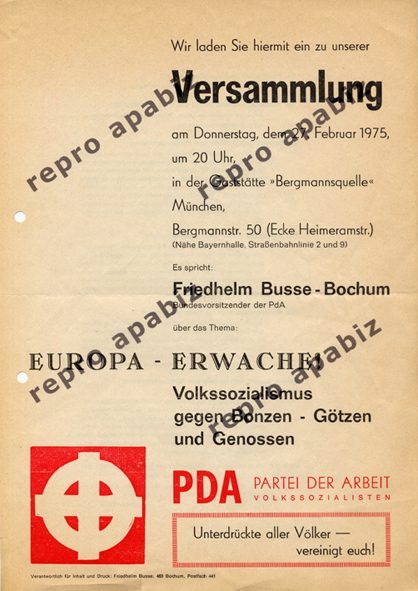 Wir laden Sie hiermit ein zu unserer
Versammlung
am Donnerstag, dem 27. Februar 1975,
um 20 Uhr,
in der Gaststätte »Bergmannsquelle«
München,
Bergmannstr. 50 (Ecke Heimeramstr.)
(Nähe Bayernhalle, Straßenbahnlinie 2 und 9)
Es spricht:
Friedhelm Busse - Bochum
Bundesvorsitzender der PdA
über das Thema:
EUROPA - ERWACHE!
Volkssozialismus
gegen Bonzen - Götzen
und Genossen
PDA PARTEI DER ARBEIT
VOLKSSOZIALISTEN
Unterdrückte aller Völker —
vereinigt euch!
Verantwortlich für Inhalt und Druck: Friedhelm Busse, 463 Bochum, Postfach 441
repro apabiz
repro apabiz
repro apabiz
repro apabiz